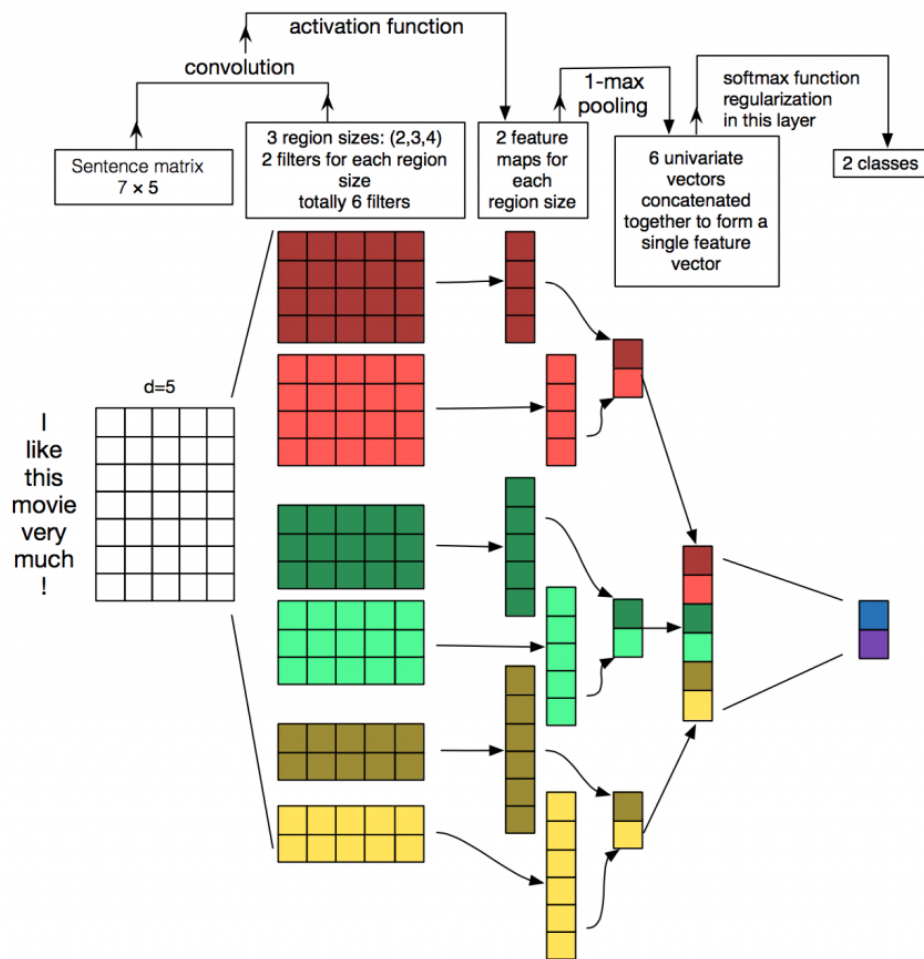 activation function
convolution
1-max
pooling
softmax function
regularization
in this layer
Sentence matrix
7 × 5
3 region sizes: (2,3,4)
2 filters for each region
size
totally 6 filters
2 feature
maps for
each
region size
6 univariate
vectors
concatenated
together to form a
single feature
vector
2 classes
d=5
I
like
this
movie
very
much
!